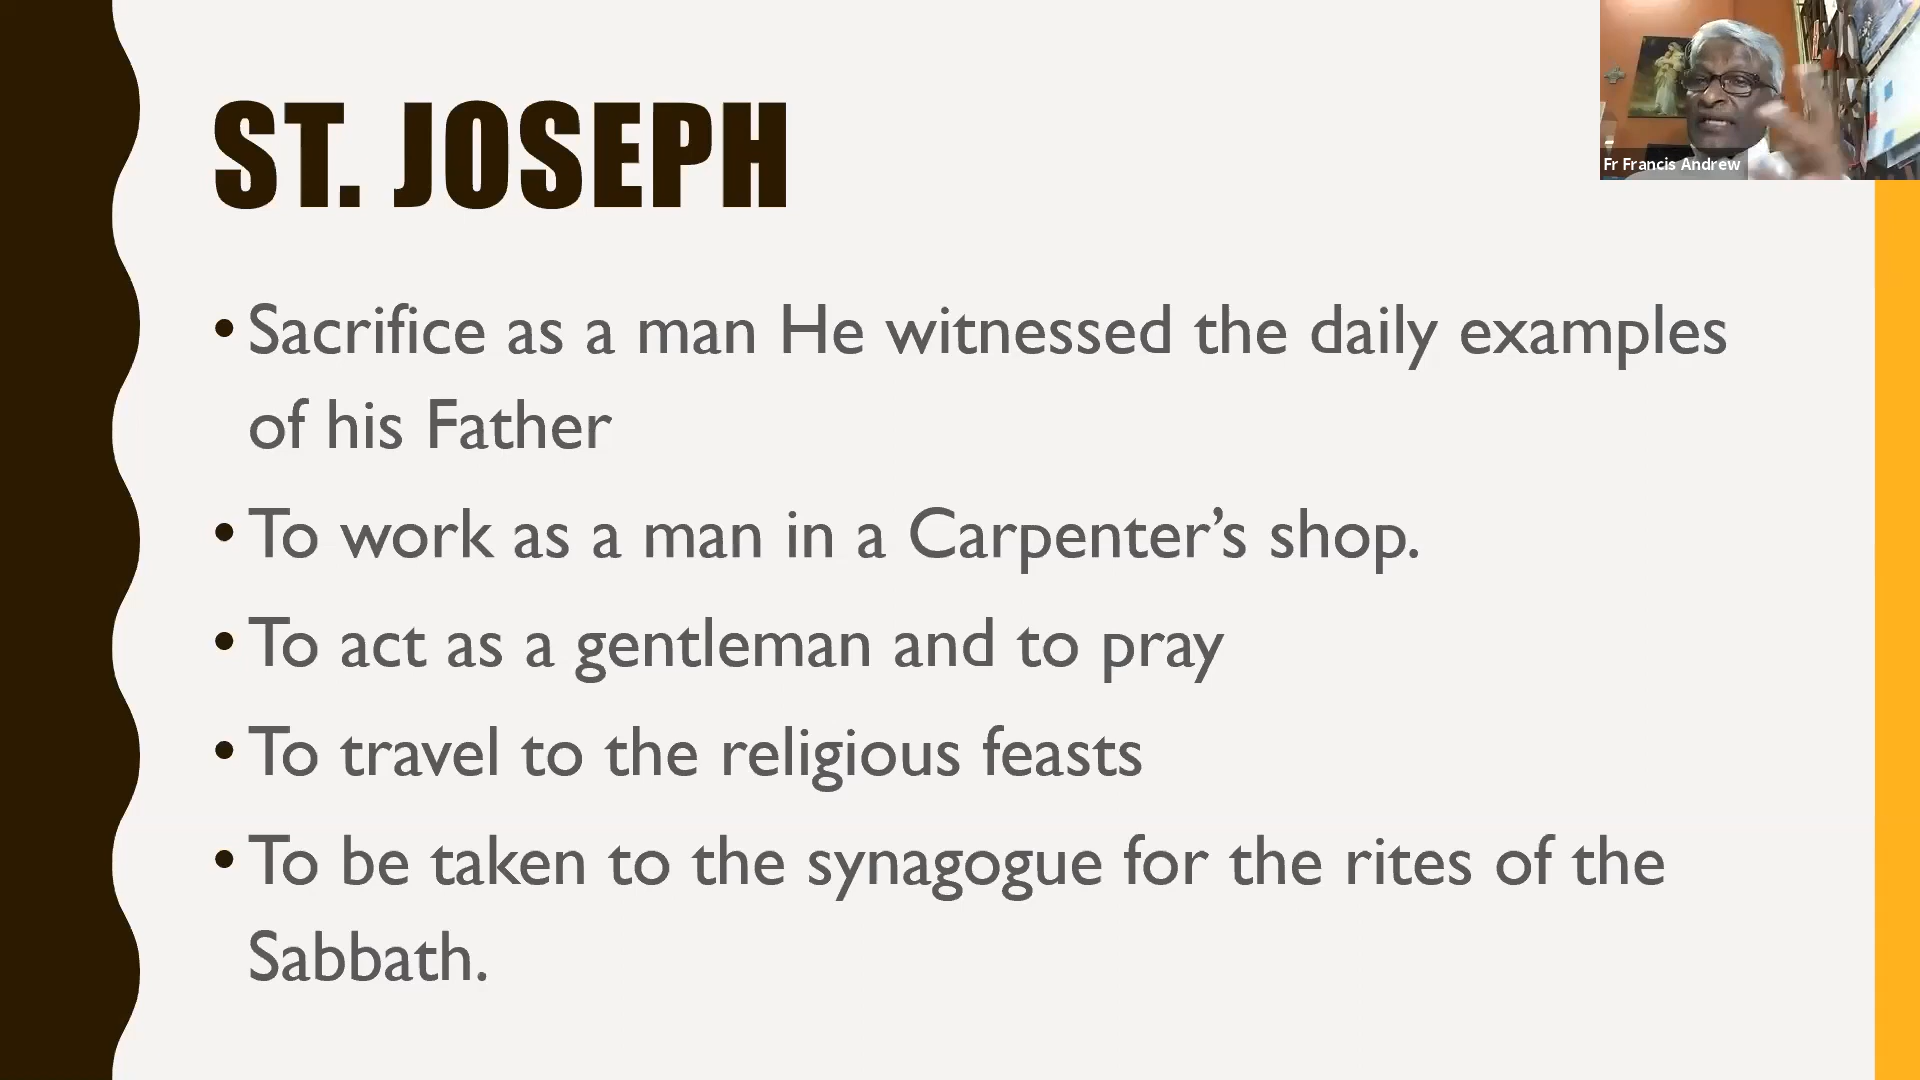 ST. JOSEPH
• Sacrifice as a man He witnessed the daily examples
of his Father
• To work as a man in a Carpenter’s shop.
• To act as a gentleman and to pray
• To travel to the religious feasts
• To be taken to the synagogue for the rites of the
Sabbath.
Fr Francis Andrew